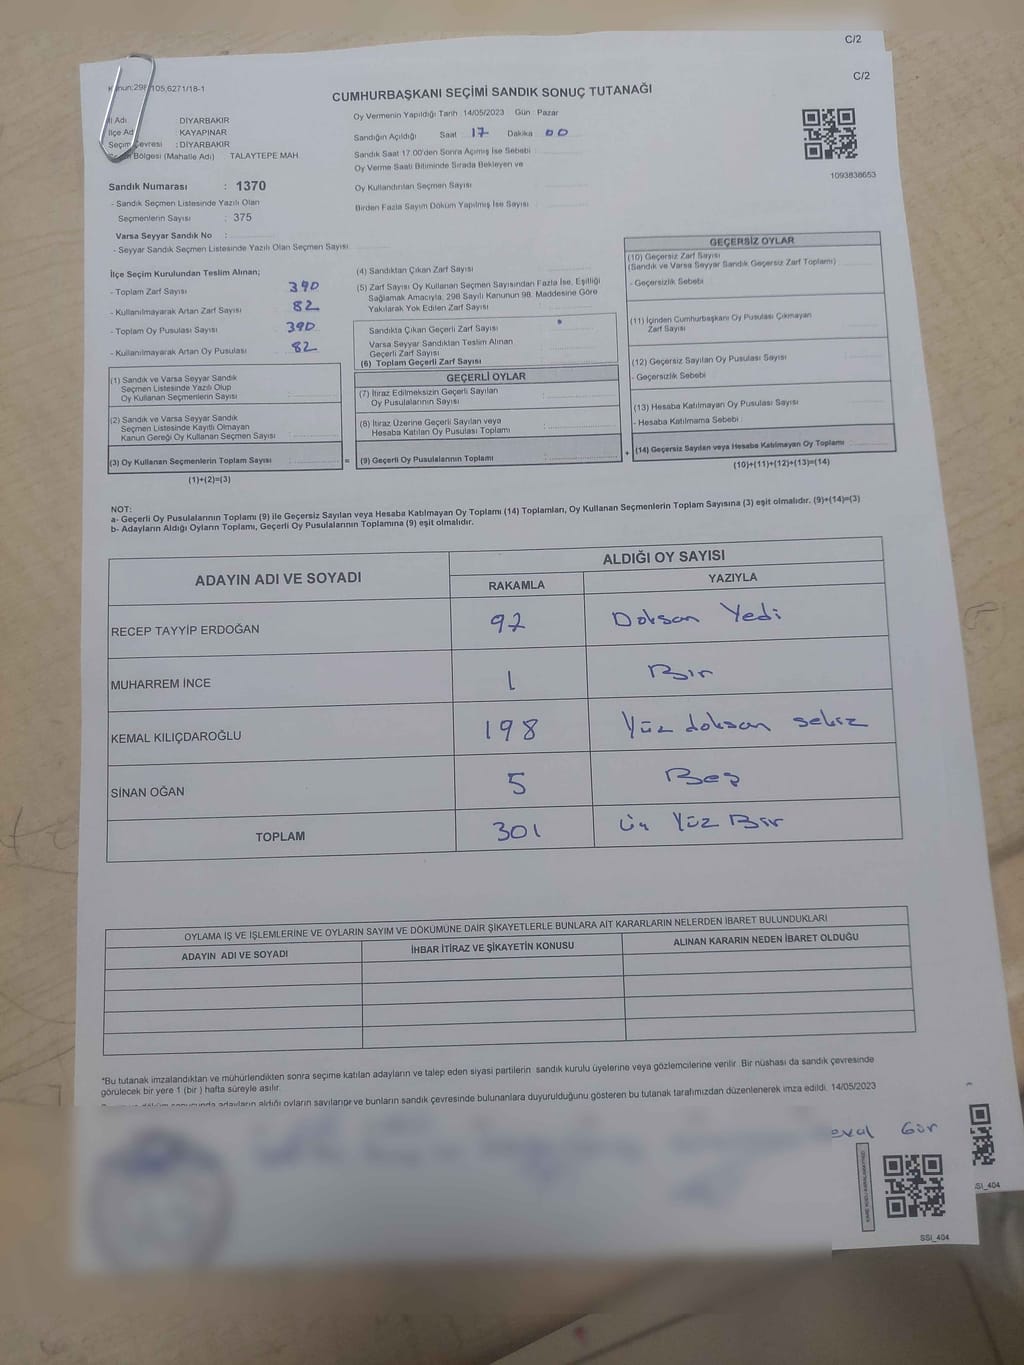 C/2
C/2
105,6271/18-1
CUMHURBAŞKANI SEÇİMİ SANDIK SONUÇ TUTANAĞI
İl Adı : DİYARBAKIR
İlçe Adı : KAYAPINAR
Seçim Çevresi : DİYARBAKIR
Bölgesi (Mahalle Adı) TALAYTEPE MAH
Sandık Numarası : 1370
- Sandık Seçmen Listesinde Yazılı Olan
Seçmenlerin Sayısı : 375
Varsa Seyyar Sandık No :
- Seyyar Sandık Seçmen Listesinde Yazılı Olan Seçmen Sayısı
Oy Vermenin Yapıldığı Tarih 14/05/2023 Gün : Pazar
Sandığın Açıldığı Saat 17 Dakika 00
Sandık Saat 17.00'den Sonra Açılmış İse Sebebi :
Oy Verme Saati Bitiminde Sırada Bekleyen ve
Oy Kullandırılan Seçmen Sayısı :
Birden Fazla Sayım Döküm Yapılmış İse Sayısı :
1093838653
İlçe Seçim Kurulundan Teslim Alınan;
- Toplam Zarf Sayısı 390
- Kullanılmayarak Artan Zarf Sayısı 82
- Toplam Oy Pusulası Sayısı 390
- Kullanılmayarak Artan Oy Pusulası 82
(1) Sandık ve Varsa Seyyar Sandık
Seçmen Listesinde Yazılı Olup
Oy Kullanan Seçmenlerin Sayısı :
(2) Sandık ve Varsa Seyyar Sandık
Seçmen Listesinde Kayıtlı Olmayan
Kanun Gereği Oy Kullanan Seçmen Sayısı :
(3) Oy Kullanan Seçmenlerin Toplam Sayısı :
(1)+(2)=(3)
(4) Sandıktan Çıkan Zarf Sayısı :
(5) Zarf Sayısı Oy Kullanan Seçmen Sayısından Fazla İse, Eşitliği
Sağlamak Amacıyla; 298 Sayılı Kanunun 98. Maddesine Göre
Yakılarak Yok Edilen Zarf Sayısı :
Sandıkta Çıkan Geçerli Zarf Sayısı
Varsa Seyyar Sandıktan Teslim Alınan
Geçerli Zarf Sayısı
(6) Toplam Geçerli Zarf Sayısı
GEÇERLİ OYLAR
(7) İtiraz Edilmeksizin Geçerli Sayılan
Oy Pusulalarının Sayısı :
(8) İtiraz Üzerine Geçerli Sayılan veya
Hesaba Katılan Oy Pusulası Toplamı :
= (9) Geçerli Oy Pusulalarının Toplamı :
GEÇERSİZ OYLAR
(10) Geçersiz Zarf Sayısı
(Sandık ve Varsa Seyyar Sandık Geçersiz Zarf Toplamı)
- Geçersizlik Sebebi
(11) İçinden Cumhurbaşkanı Oy Pusulası Çıkmayan
Zarf Sayısı
(12) Geçersiz Sayılan Oy Pusulası Sayısı
- Geçersizlik Sebebi
(13) Hesaba Katılmayan Oy Pusulası Sayısı
- Hesaba Katılmama Sebebi
+ (14) Geçersiz Sayılan veya Hesaba Katılmayan Oy Toplamı
(10)+(11)+(12)+(13)=(14)
NOT:
a- Geçerli Oy Pusulalarının Toplamı (9) ile Geçersiz Sayılan veya Hesaba Katılmayan Oy Toplamı (14) Toplamları, Oy Kullanan Seçmenlerin Toplam Sayısına (3) eşit olmalıdır. (9)+(14)=(3)
b- Adayların Aldığı Oyların Toplamı, Geçerli Oy Pusulalarının Toplamına (9) eşit olmalıdır.
ADAYIN ADI VE SOYADI ALDIĞI OY SAYISI
RAKAMLA YAZIYLA
RECEP TAYYİP ERDOĞAN 97 Doksan Yedi
MUHARREM İNCE 1 Bir
KEMAL KILIÇDAROĞLU 198 Yüz doksan sekiz
SİNAN OĞAN 5 Beş
TOPLAM 301 Üç Yüz Bir
OYLAMA İŞ VE İŞLEMLERİNE VE OYLARIN SAYIM VE DÖKÜMÜNE DAİR ŞİKAYETLERLE BUNLARA AİT KARARLARIN NELERDEN İBARET BULUNDUKLARI
ADAYIN ADI VE SOYADI İHBAR İTİRAZ VE ŞİKAYETİN KONUSU ALINAN KARARIN NEDEN İBARET OLDUĞU
*Bu tutanak imzalandıktan ve mühürlendikten sonra seçime katılan adayların ve talep eden siyasi partilerin sandık kurulu üyelerine veya gözlemcilerine verilir. Bir nüshası da sandık çevresinde
görülecek bir yere 1 (bir ) hafta süreyle asılır.
adayların aldığı oyların sayılarını ve bunların sandık çevresinde bulunanlara duyurulduğunu gösteren bu tutanak tarafımızdan düzenlenerek imza edildi. 14/05/2023
Gür
SSI_404
SSI_404